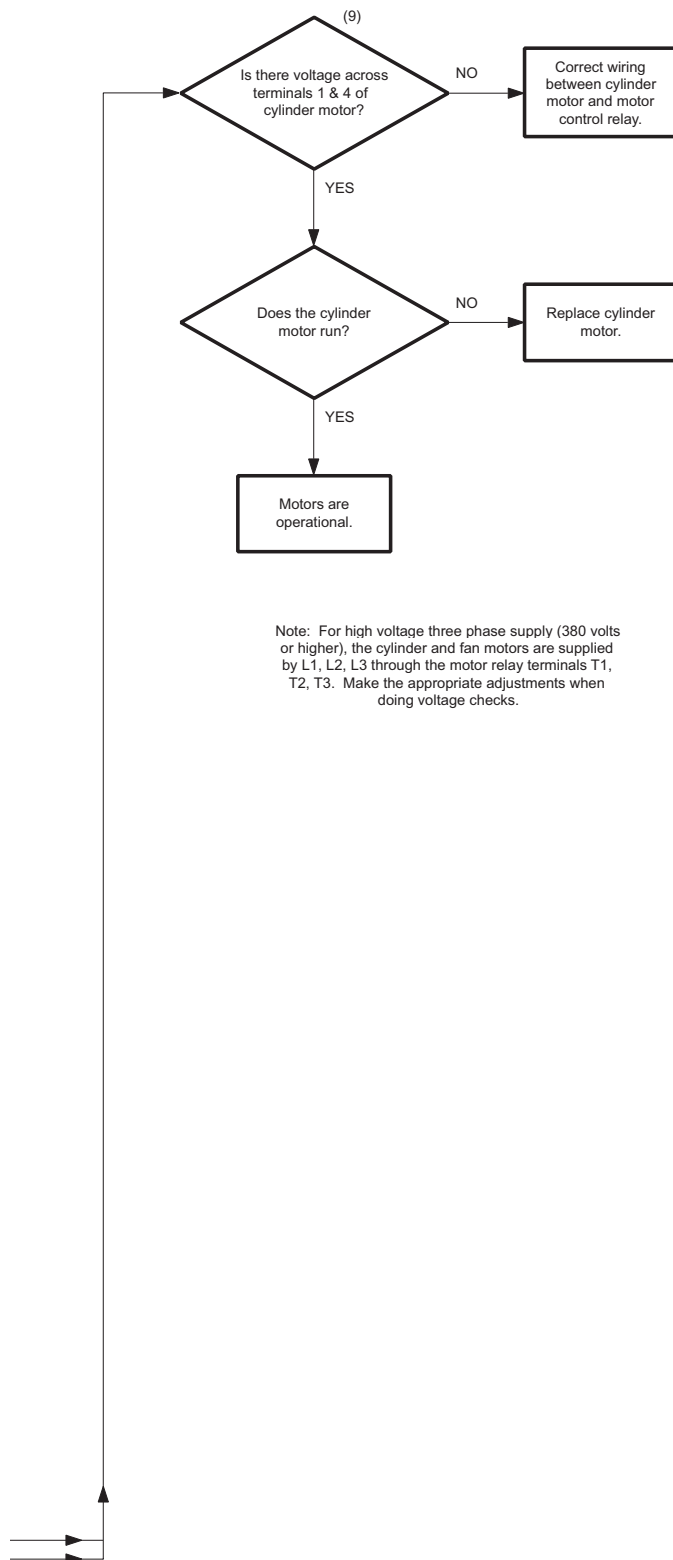 (9)
Is there voltage across
terminals 1 & 4 of
cylinder motor?
NO
Correct wiring
between cylinder
motor and motor
control relay.
YES
Does the cylinder
motor run?
NO
Replace cylinder
motor.
YES
Motors are
operational.
Note: For high voltage three phase supply (380 volts
or higher), the cylinder and fan motors are supplied
by L1, L2, L3 through the motor relay terminals T1,
T2, T3. Make the appropriate adjustments when
doing voltage checks.